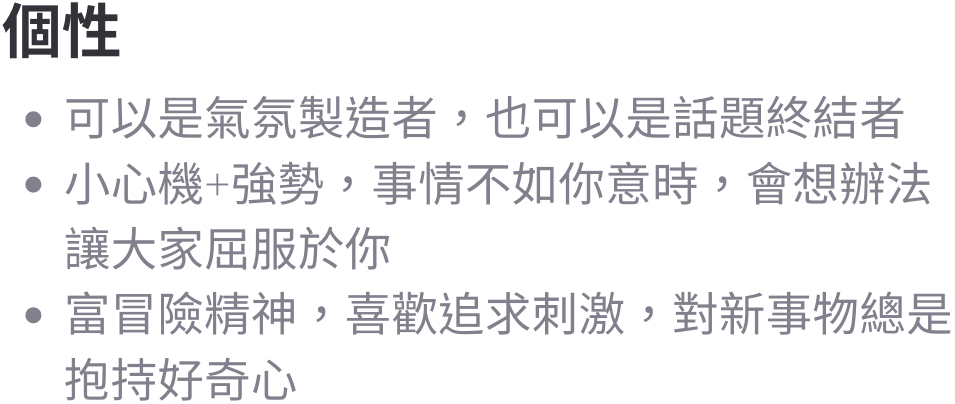 個性
• 可以是氣氛製造者，也可以是話題終結者
• 小心機+強勢，事情不如你意時，會想辦法
讓大家屈服於你
• 富冒險精神，喜歡追求刺激，對新事物總是
抱持好奇心